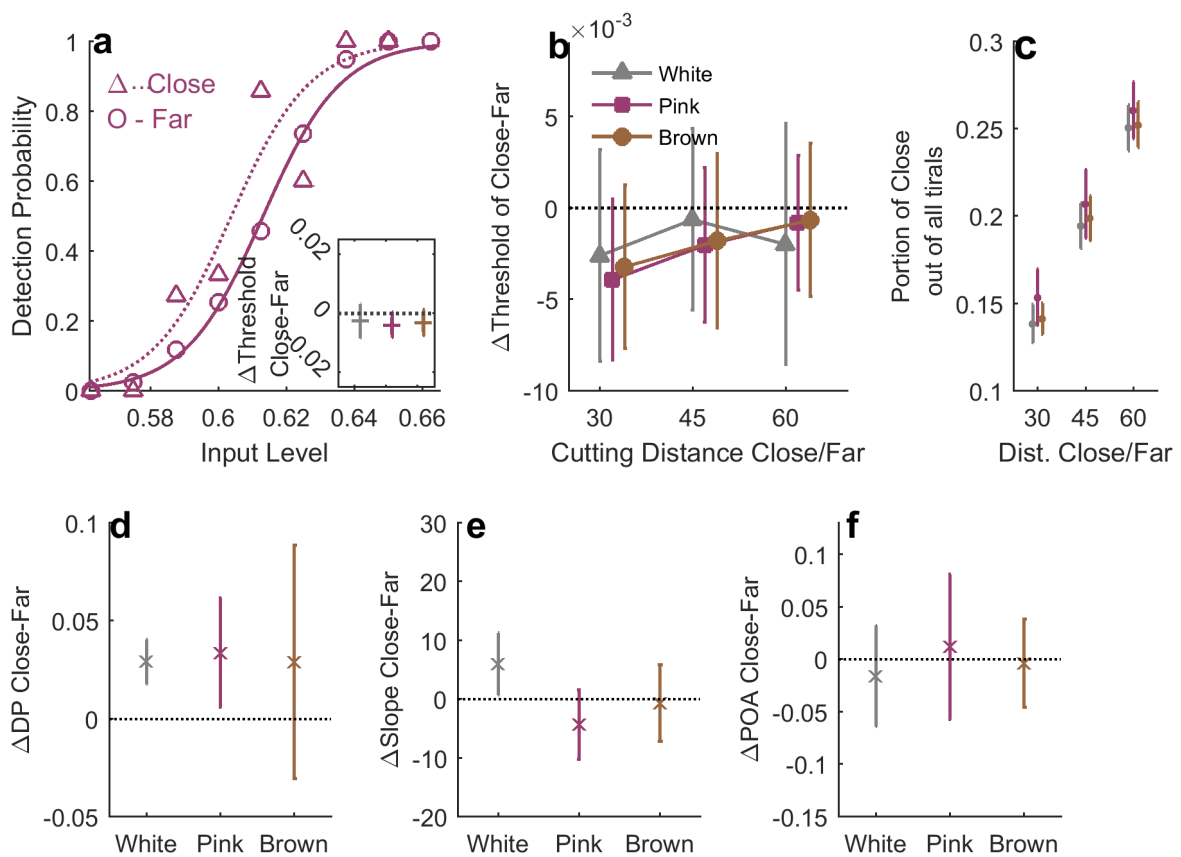 a
△ ··· Close
O - Far
1
0.8
0.6
0.4
0.2
0
Detection Probability
0.58
0.6
0.62
0.64
0.66
Input Level
0.02
0
-0.02
ΔThreshold
Close-Far
b
×10⁻³
White
Pink
Brown
5
0
-5
-10
ΔThreshold of Close-Far
30
45
60
Cutting Distance Close/Far
c
0.3
0.25
0.2
0.15
0.1
Portion of Close
out of all tirals
30
45
60
Dist. Close/Far
d
0.1
0.05
0
-0.05
ΔDP Close-Far
White
Pink
Brown
e
30
20
10
0
-10
-20
ΔSlope Close-Far
White
Pink
Brown
f
0.1
0.05
0
-0.05
-0.1
-0.15
ΔPOA Close-Far
White
Pink
Brown